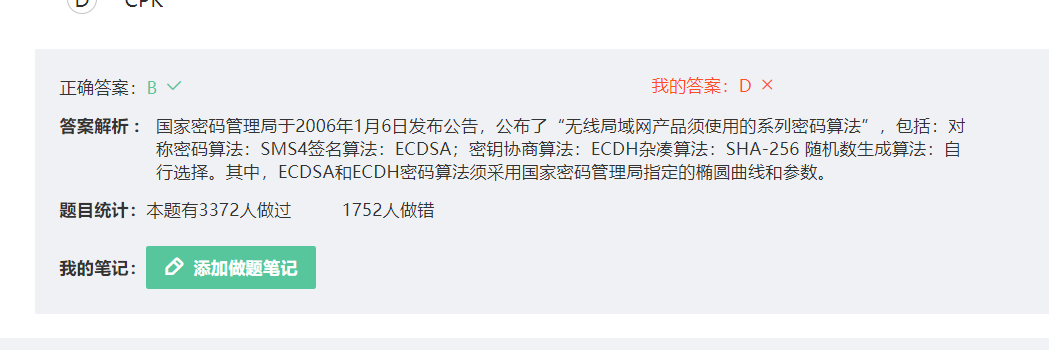 D CPK
正确答案：B
我的答案：D ×
答案解析： 国家密码管理局于2006年1月6日发布公告，公布了“无线局域网产品须使用的系列密码算法”，包括：对
称密码算法：SMS4签名算法：ECDSA；密钥协商算法：ECDH杂凑算法：SHA-256 随机数生成算法：自
行选择。其中，ECDSA和ECDH密码算法须采用国家密码管理局指定的椭圆曲线和参数。
题目统计：本题有3372人做过 1752人做错
我的笔记： 添加做题笔记